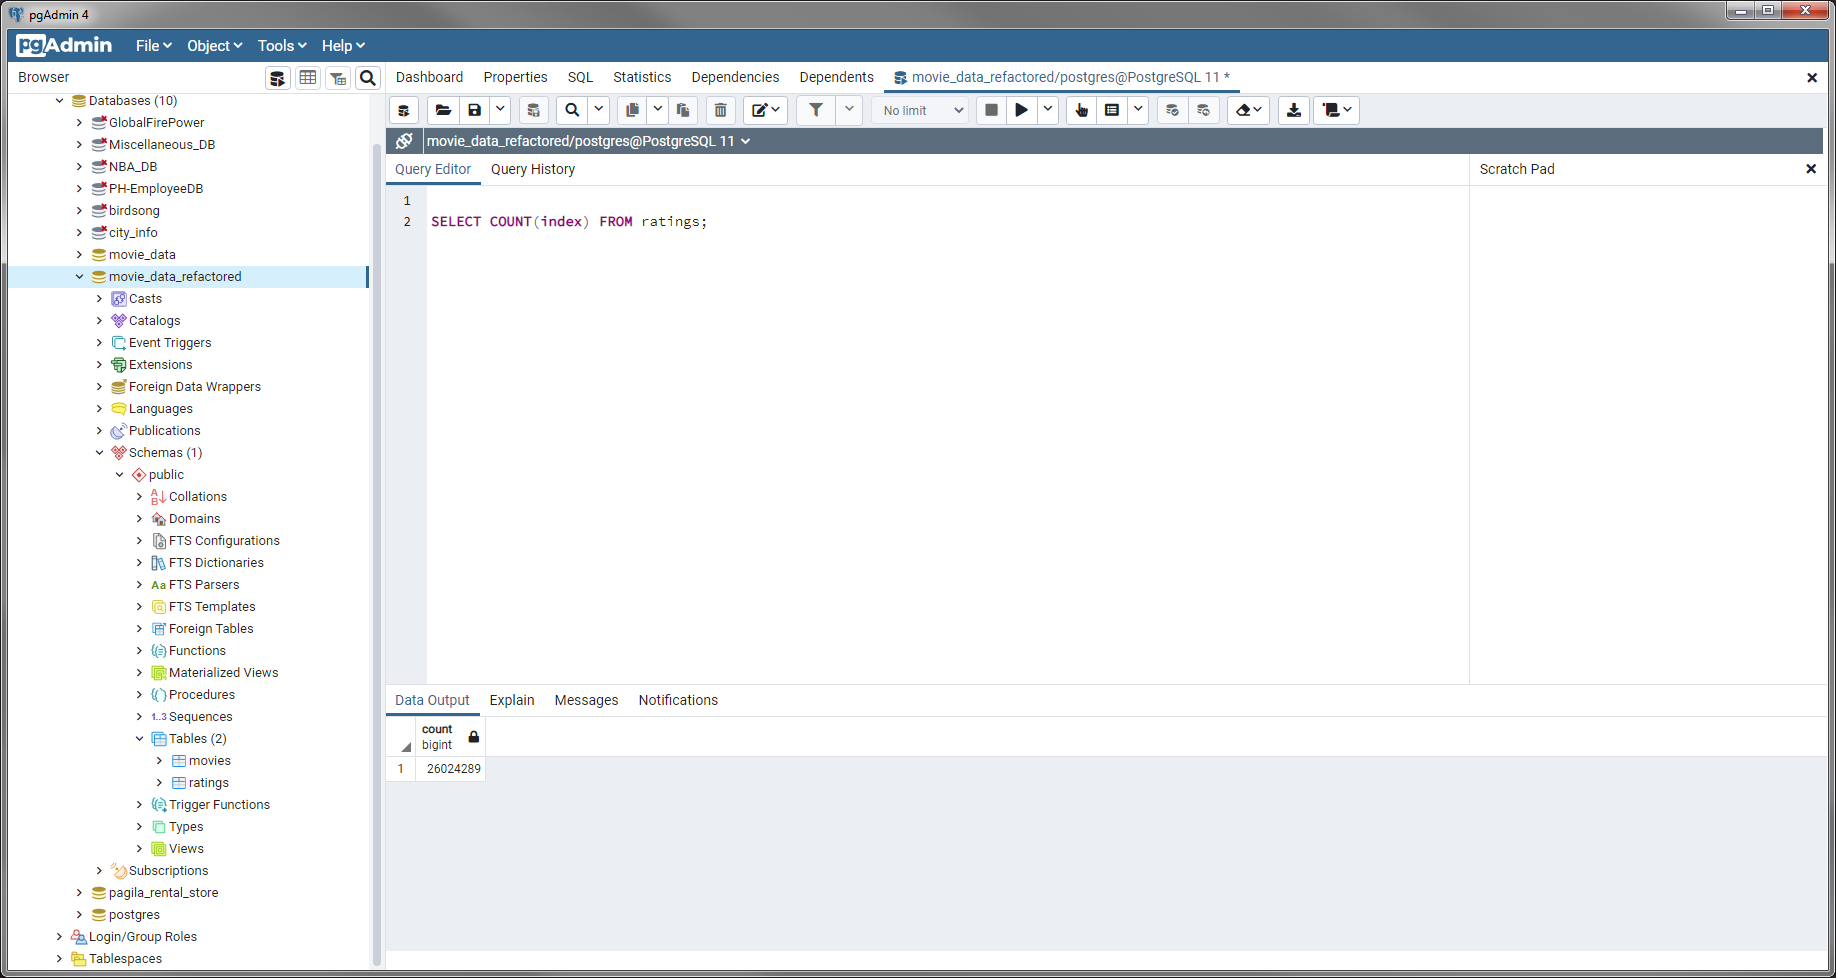 pgAdmin 4
pgAdmin File Object Tools Help
Browser
Dashboard Properties SQL Statistics Dependencies Dependents movie_data_refactored/postgres@PostgreSQL 11 *
No limit
movie_data_refactored/postgres@PostgreSQL 11
Query Editor Query History
Scratch Pad
1
2 SELECT COUNT(index) FROM ratings;
Databases (10)
GlobalFirePower
Miscellaneous_DB
NBA_DB
PH-EmployeeDB
birdsong
city_info
movie_data
movie_data_refactored
Casts
Catalogs
Event Triggers
Extensions
Foreign Data Wrappers
Languages
Publications
Schemas (1)
public
Collations
Domains
FTS Configurations
FTS Dictionaries
Aa FTS Parsers
FTS Templates
Foreign Tables
Functions
Materialized Views
Procedures
1..3 Sequences
Tables (2)
movies
ratings
Trigger Functions
Types
Views
Subscriptions
pagila_rental_store
postgres
Login/Group Roles
Tablespaces
Data Output Explain Messages Notifications
count
bigint
1 26024289